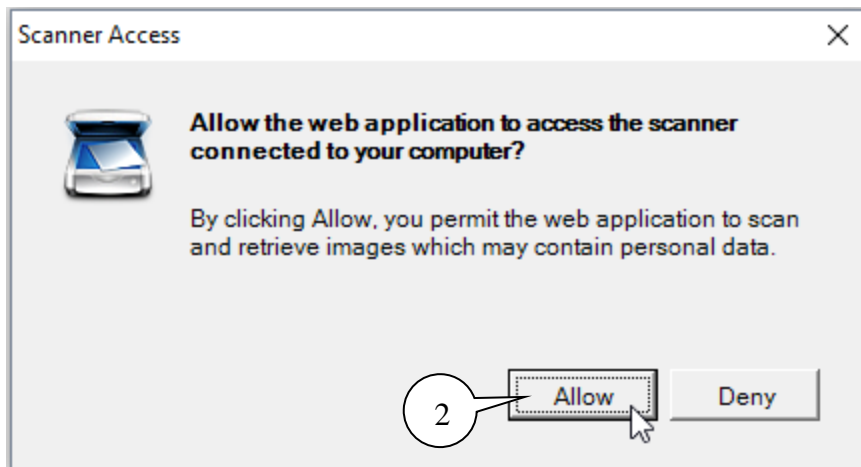 Scanner Access
Allow the web application to access the scanner
connected to your computer?
By clicking Allow, you permit the web application to scan
and retrieve images which may contain personal data.
2
Allow
Deny